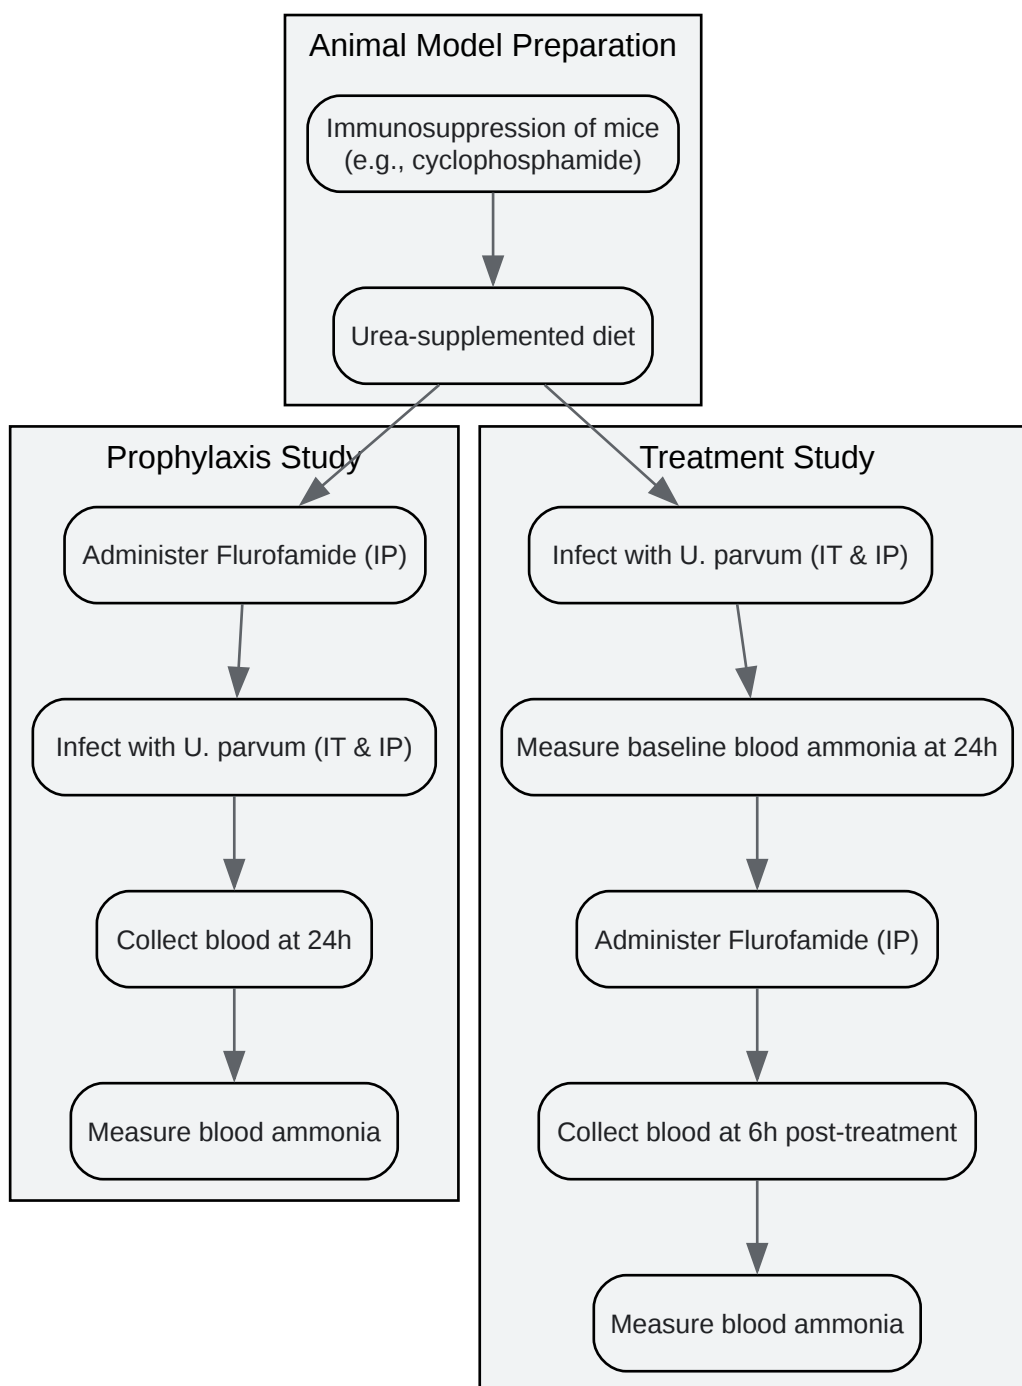 Animal Model Preparation
Immunosuppression of mice
(e.g., cyclophosphamide)
Urea-supplemented diet
Prophylaxis Study
Administer Flurofamide (IP)
Infect with U. parvum (IT & IP)
Collect blood at 24h
Measure blood ammonia
Treatment Study
Infect with U. parvum (IT & IP)
Measure baseline blood ammonia at 24h
Administer Flurofamide (IP)
Collect blood at 6h post-treatment
Measure blood ammonia